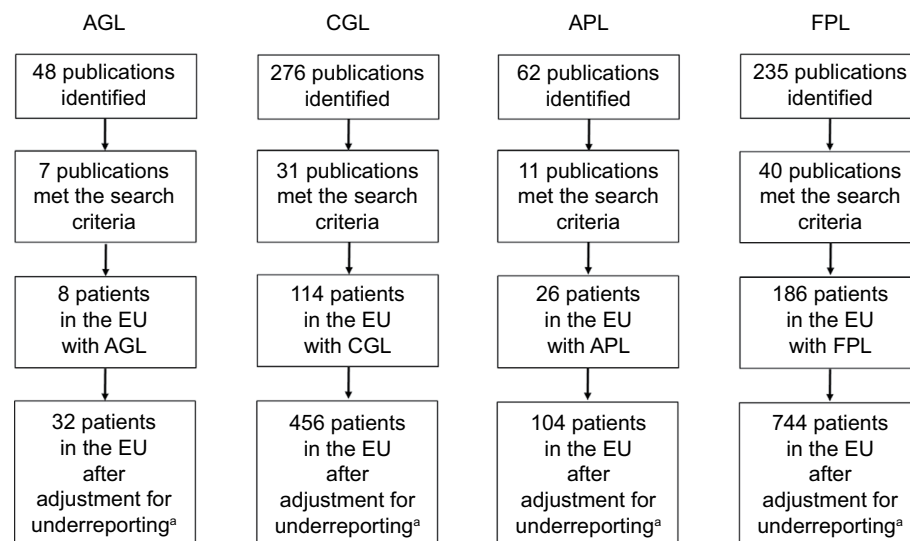 AGL
48 publications
identified
7 publications
met the search
criteria
8 patients
in the EU
with AGL
32 patients
in the EU
after
adjustment for
underreportingᵃ
CGL
276 publications
identified
31 publications
met the search
criteria
114 patients
in the EU
with CGL
456 patients
in the EU
after
adjustment for
underreportingᵃ
APL
62 publications
identified
11 publications
met the search
criteria
26 patients
in the EU
with APL
104 patients
in the EU
after
adjustment for
underreportingᵃ
FPL
235 publications
identified
40 publications
met the search
criteria
186 patients
in the EU
with FPL
744 patients
in the EU
after
adjustment for
underreportingᵃ